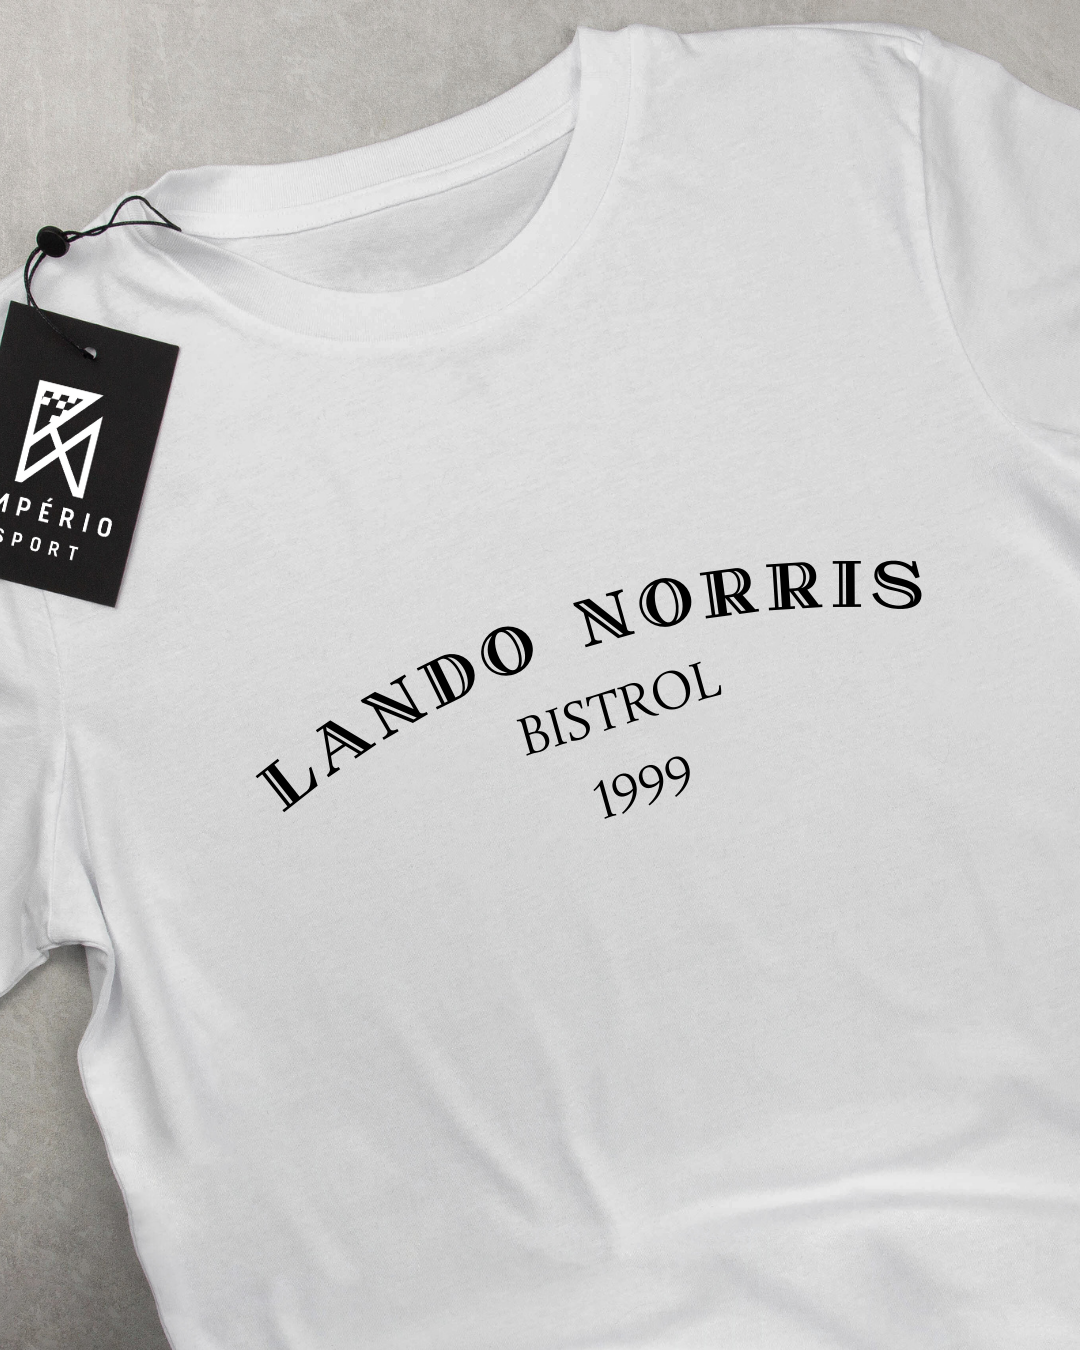 MPÉRIO
SPORT
LANDO NORRIS
BISTROL
1999